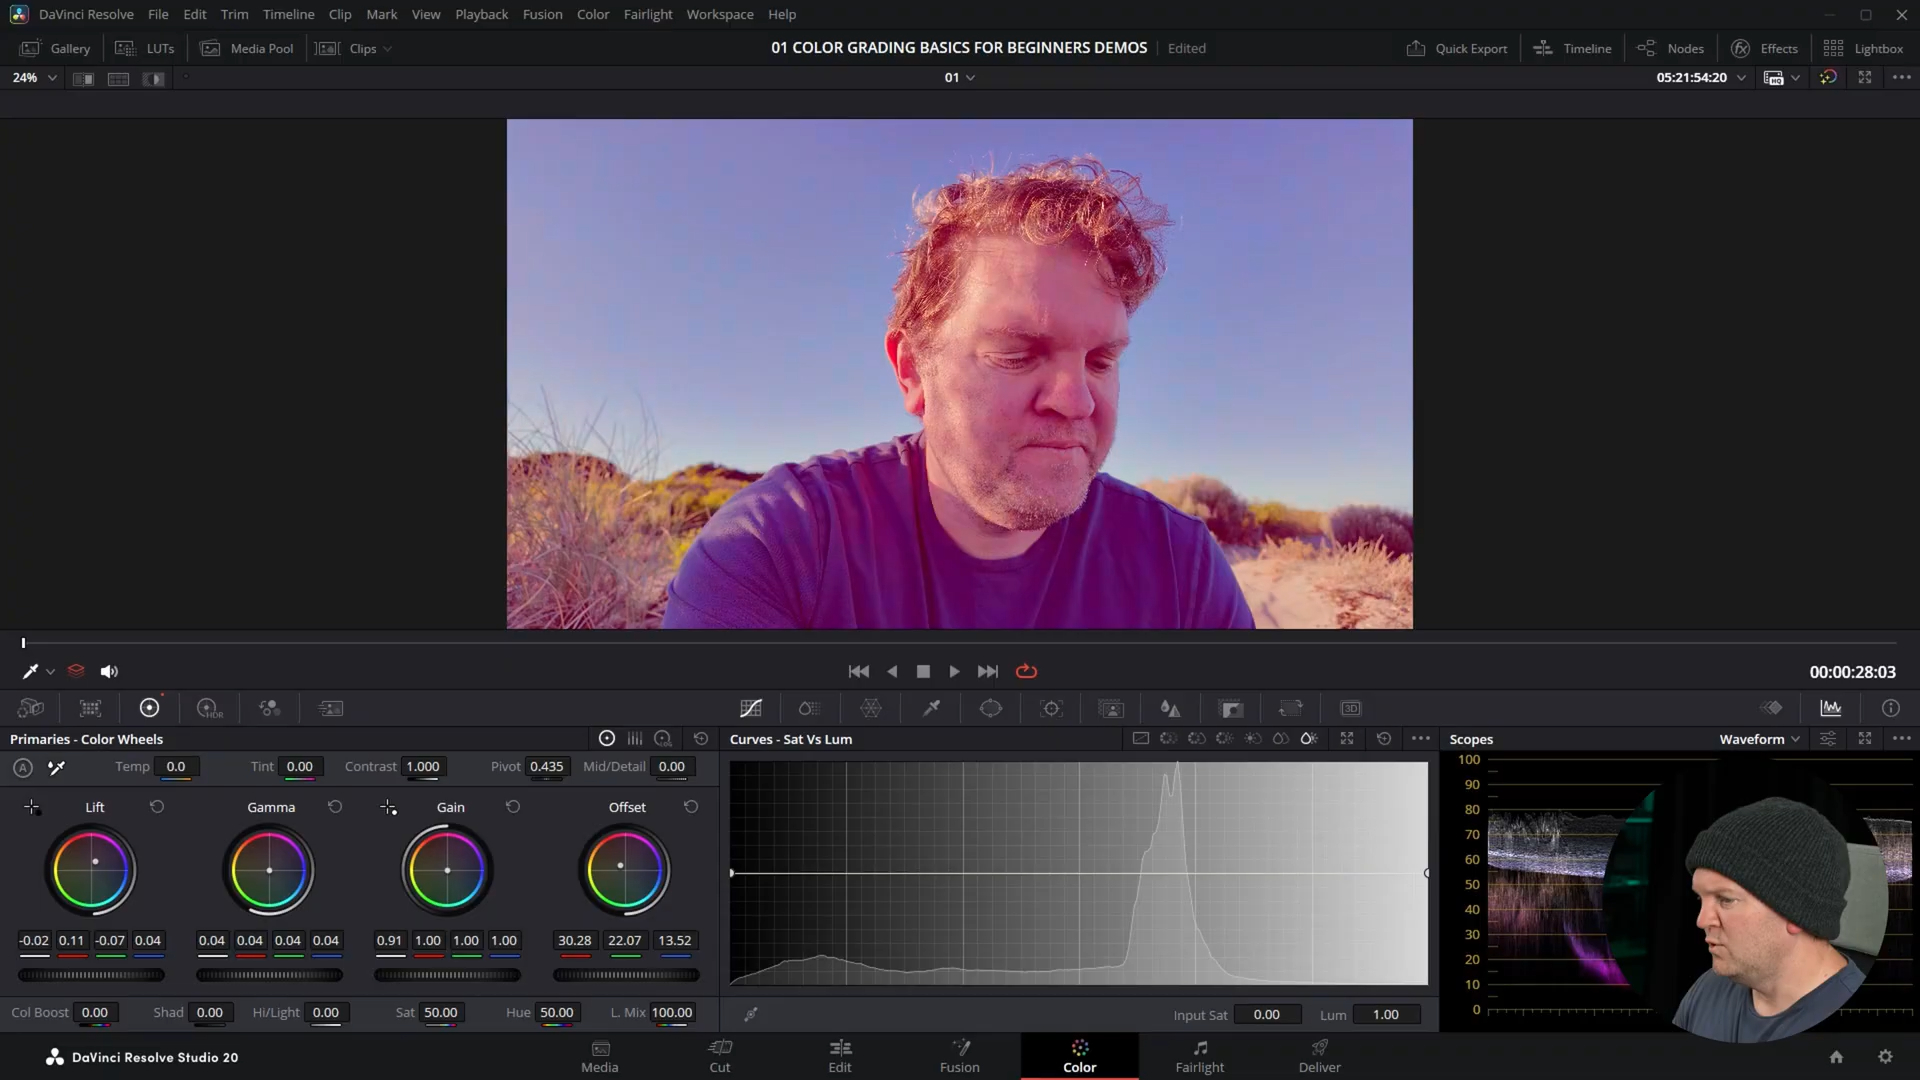 DaVinci Resolve File Edit Trim Timeline Clip Mark View Playback Fusion Color Fairlight Workspace Help
Gallery LUTs Media Pool Clips 01 COLOR GRADING BASICS FOR BEGINNERS DEMOS Edited Quick Export Timeline Nodes Effects Lightbox
24% 01 05:21:54:20
00:00:28:03
HDR 3D
Primaries - Color Wheels Curves - Sat Vs Lum Scopes Waveform
A Temp 0.0 Tint 0.00 Contrast 1.000 Pivot 0.435 Mid/Detail 0.00
Lift Gamma Gain Offset
-0.02 0.11 -0.07 0.04 0.04 0.04 0.04 0.04 0.91 1.00 1.00 1.00 30.28 22.07 13.52
100
90
80
70
60
50
40
30
20
10
0
Col Boost 0.00 Shad 0.00 Hi/Light 0.00 Sat 50.00 Hue 50.00 L. Mix 100.00 Input Sat 0.00 Lum 1.00
DaVinci Resolve Studio 20 Media Cut Edit Fusion Color Fairlight Deliver